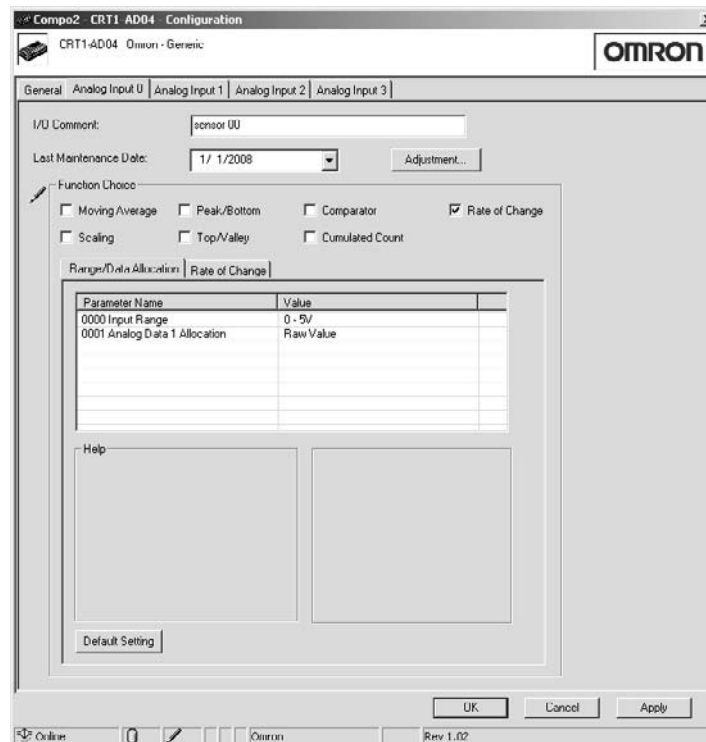 Compo2 - CRT1-AD04 - Configuration
CRT1-AD04 Omron - Generic
OMRON
General Analog Input 0 Analog Input 1 Analog Input 2 Analog Input 3
I/O Comment: sensor 00
Last Maintenance Date: 1/ 1/2008 Adjustment...
Function Choice
Moving Average Peak/Bottom Comparator Rate of Change
Scaling Top/Valley Cumulated Count
Range/Data Allocation Rate of Change
Parameter Name Value
0000 Input Range 0 - 5V
0001 Analog Data 1 Allocation Raw Value
Help
Default Setting
OK Cancel Apply
Online Omron Rev 1.02